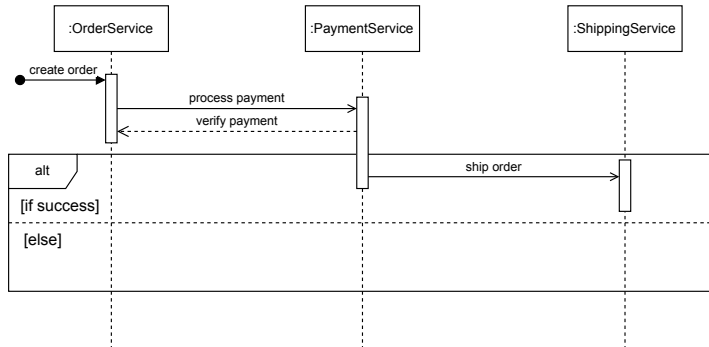 :OrderService
:PaymentService
:ShippingService
create order
process payment
verify payment
alt
ship order
[if success]
[else]